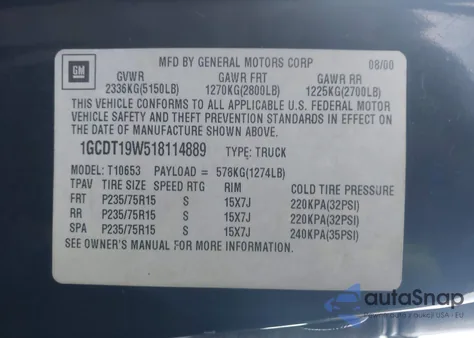 GM
MFD BY GENERAL MOTORS CORP 08/00
GVWR GAWR FRT GAWR RR
2336KG(5150LB) 1270KG(2800LB) 1225KG(2700LB)
THIS VEHICLE CONFORMS TO ALL APPLICABLE U.S. FEDERAL MOTOR
VEHICLE SAFETY AND THEFT PREVENTION STANDARDS IN EFFECT ON
THE DATE OF MANUFACTURE SHOWN ABOVE.
1GCDT19W518114889 TYPE: TRUCK
MODEL: T10653 PAYLOAD = 578KG(1274LB)
TPAV TIRE SIZE SPEED RTG RIM COLD TIRE PRESSURE
FRT P235/75R15 S 15X7J 220KPA(32PSI)
RR P235/75R15 S 15X7J 220KPA(32PSI)
SPA P235/75R15 S 15X7J 240KPA(35PSI)
SEE OWNER'S MANUAL FOR MORE INFORMATION.
autoSnap